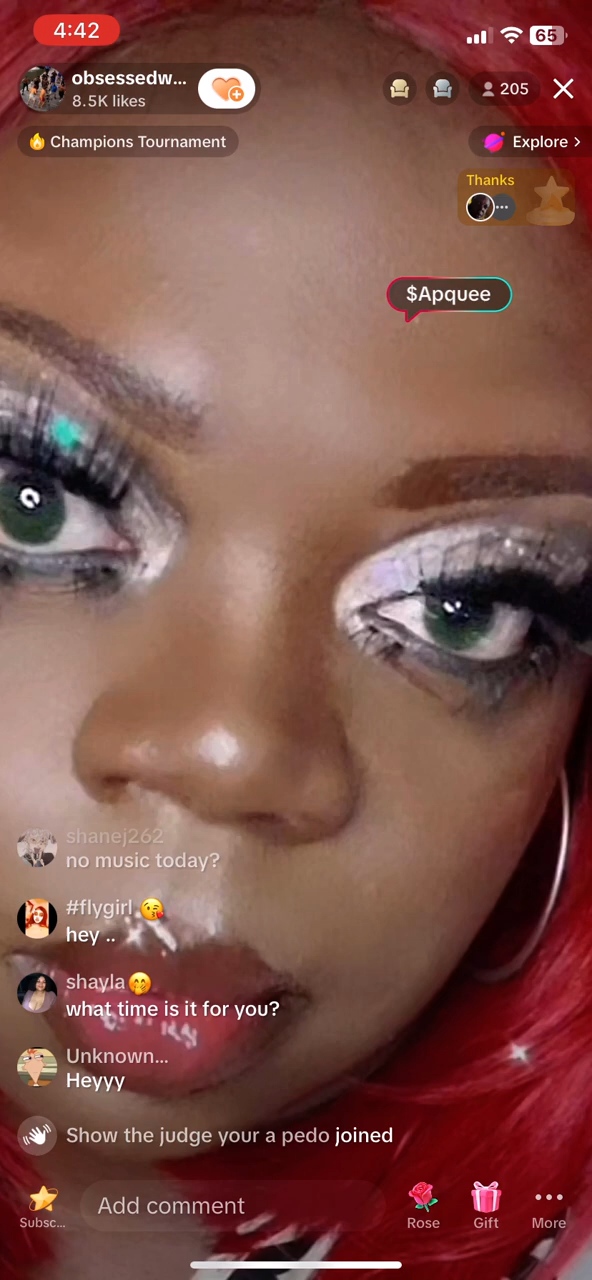 4:42
65
obsessedw...
8.5K likes
205
Champions Tournament
Explore >
Thanks
$Apquee
shanej262
no music today?
#flygirl 😘
hey ..
shayla 🤭
what time is it for you?
Unknown...
Heyyy
Show the judge your a pedo joined
Subsc...
Add comment
Rose
Gift
More